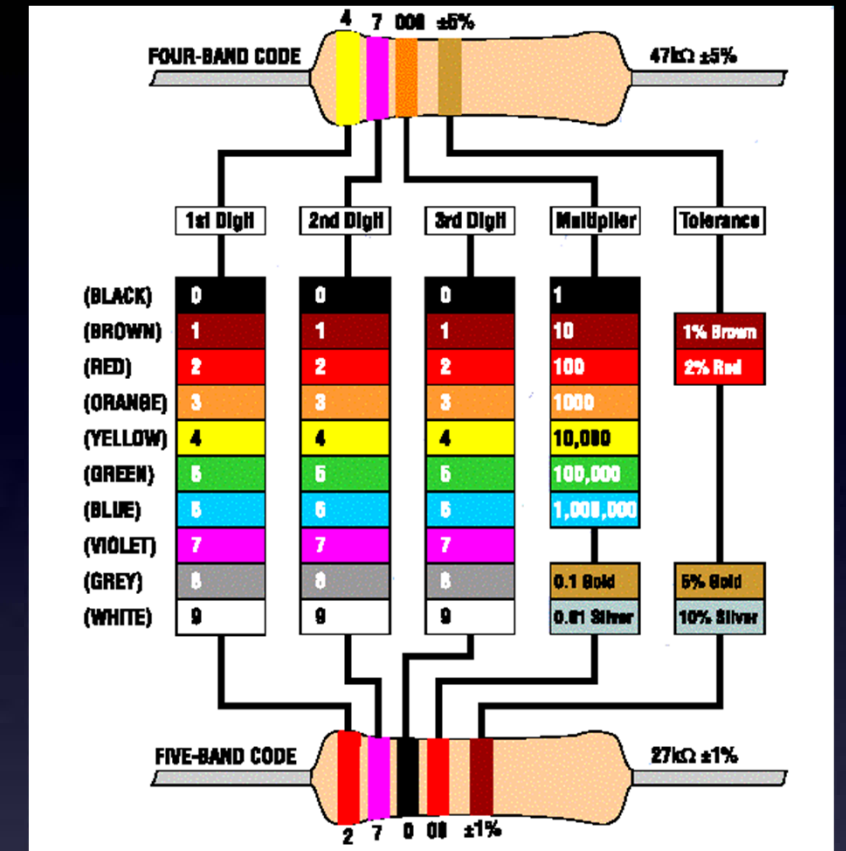 4 7 000 ±5%
FOUR-BAND CODE 47kΩ ±5%
1st Digit 2nd Digit 3rd Digit Multiplier Tolerance
(BLACK) 0 0 0 1
(BROWN) 1 1 1 10 1% Brown
(RED) 2 2 2 100 2% Red
(ORANGE) 3 3 3 1000
(YELLOW) 4 4 4 10,000
(GREEN) 5 5 5 100,000
(BLUE) 6 6 6 1,000,000
(VIOLET) 7 7 7
(GREY) 8 8 8 0.1 Gold 5% Gold
(WHITE) 9 9 9 0.01 Silver 10% Silver
FIVE-BAND CODE 27kΩ ±1%
2 7 0 00 ±1%